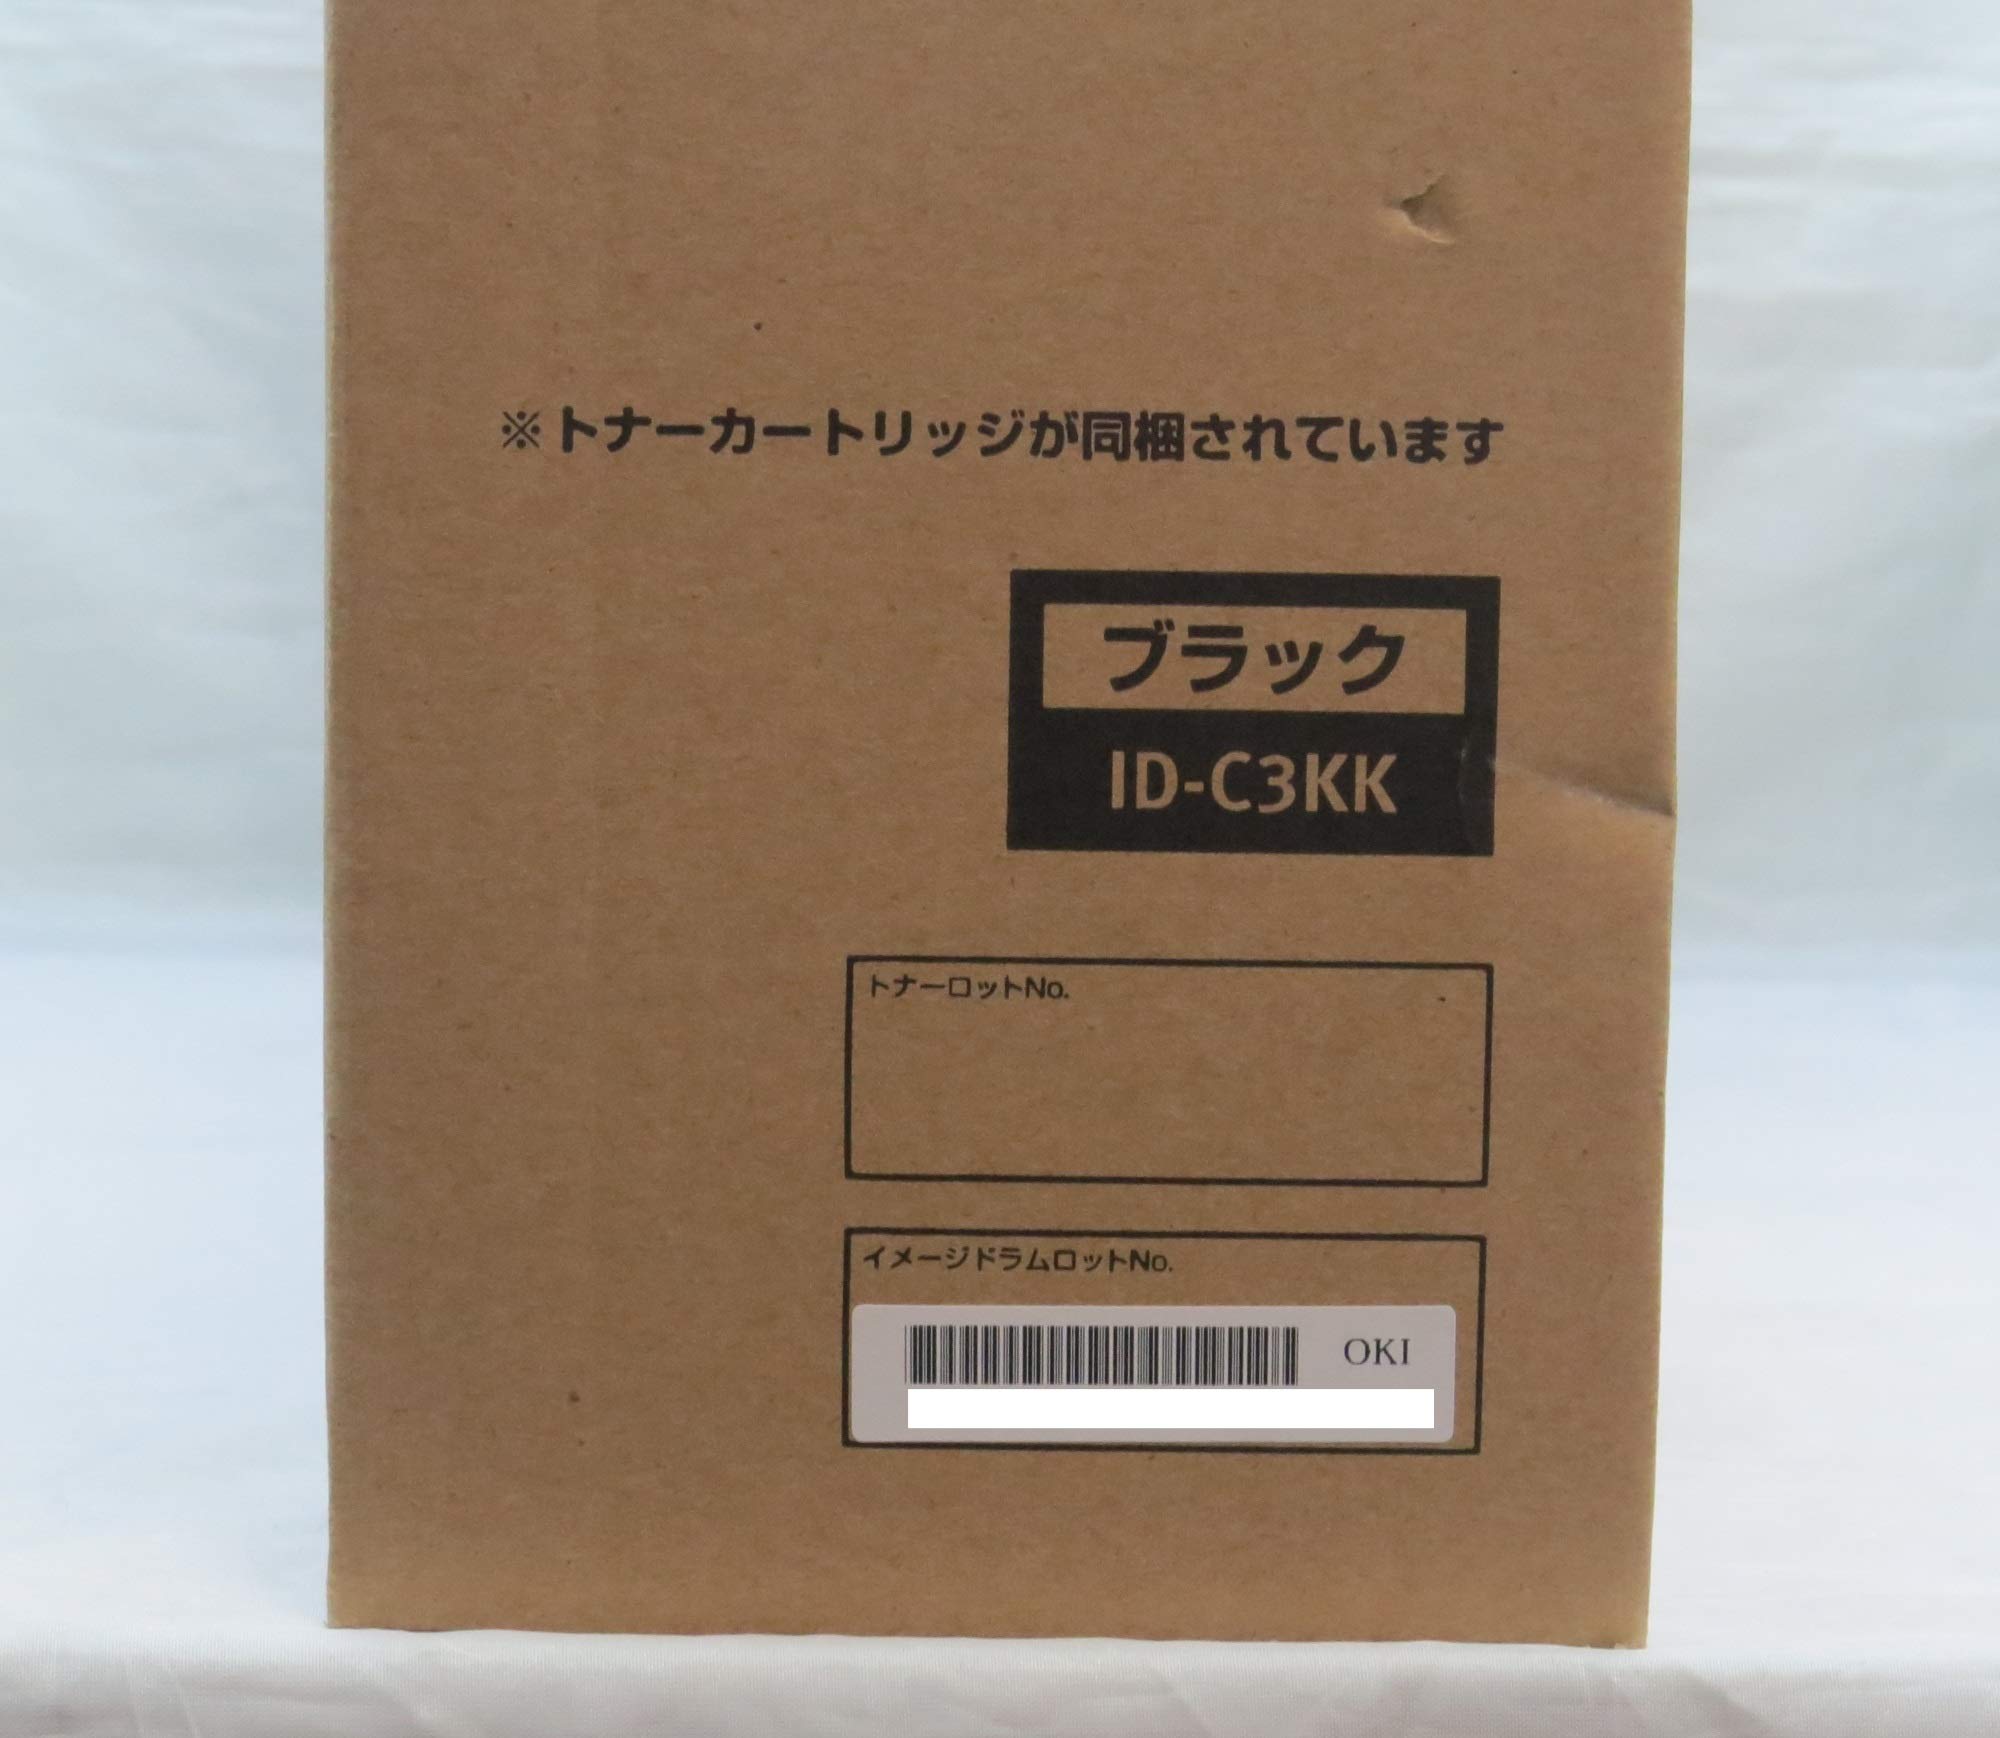 ※トナーカートリッジが同梱されています
ブラック
ID-C3KK
トナーロットNo.
イメージドラムロットNo.
OKI